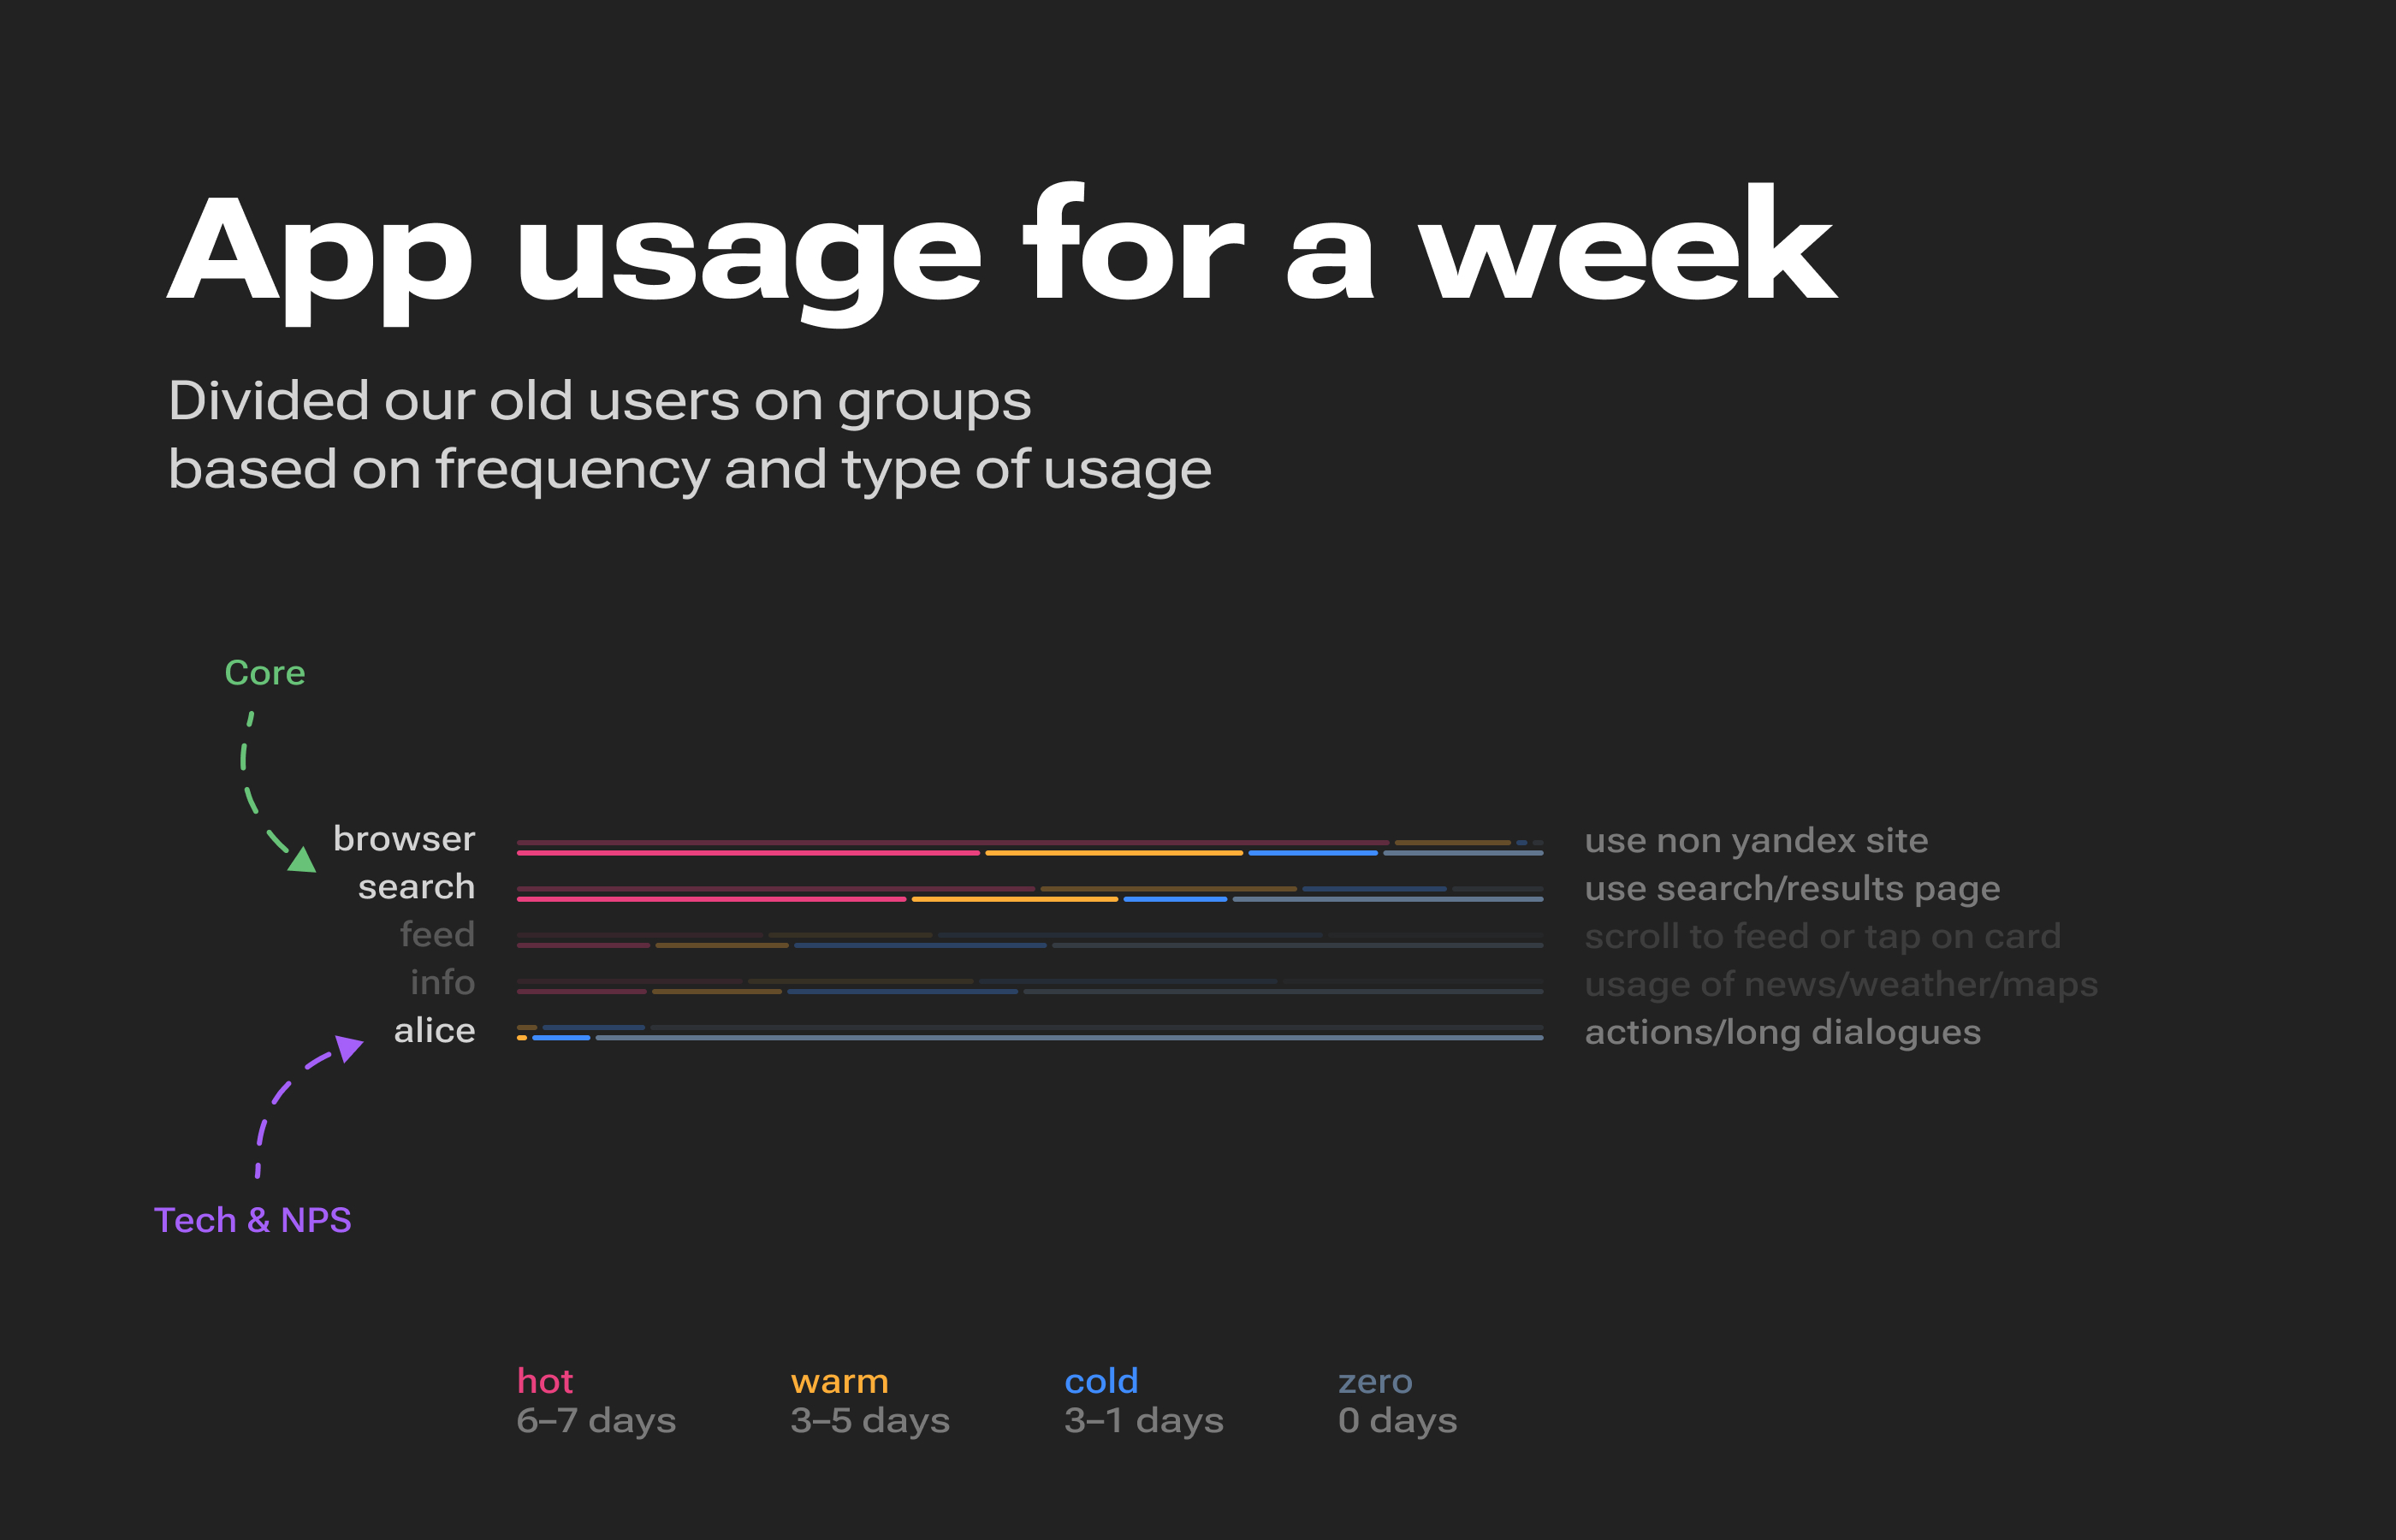 App usage for a week
Divided our old users on groups
based on frequency and type of usage
Core
browser
use non yandex site
search
use search/results page
feed
scroll to feed or tap on card
info
usage of news/weather/maps
alice
actions/long dialogues
Tech & NPS
hot
6–7 days
warm
3–5 days
cold
3–1 days
zero
0 days